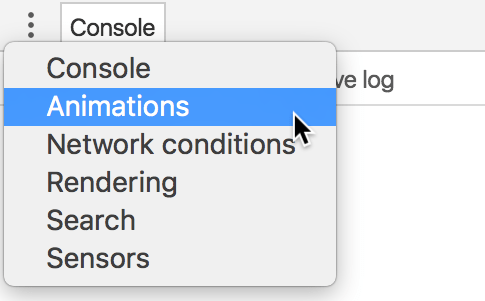 Console
Console
ve log
Animations
Network conditions
Rendering
Search
Sensors